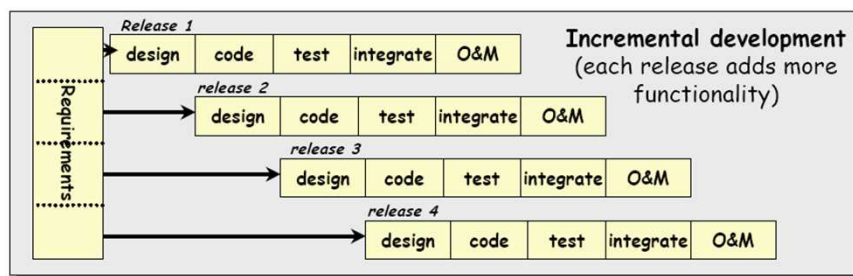 Release 1
design code test integrate O&M
Incremental development
(each release adds more
functionality)
Requirements
release 2
design code test integrate O&M
release 3
design code test integrate O&M
release 4
design code test integrate O&M